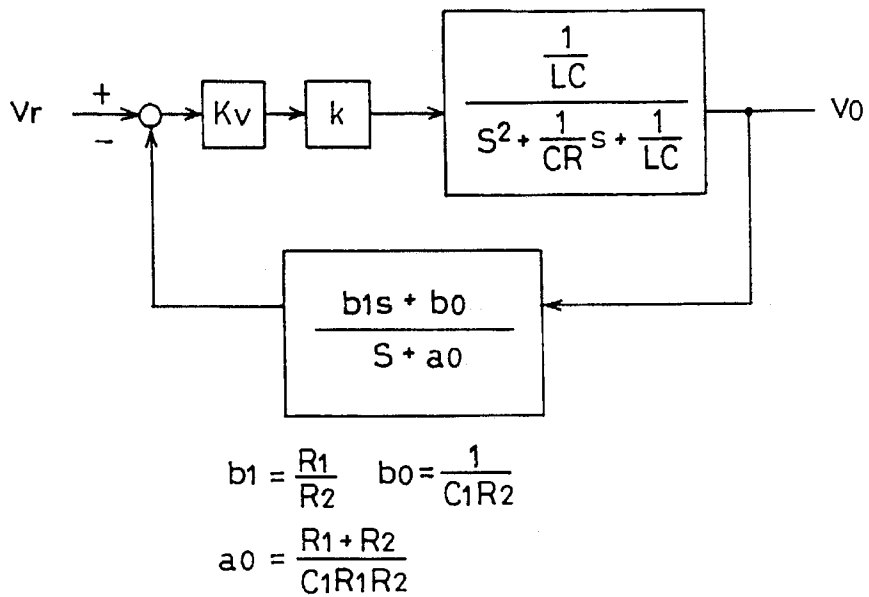 1
LC
Vr + Kv k S² + 1/CR s + 1/LC V0
−
b1s + b0
S + a0
b1 = R1/R2 b0 = 1/C1R2
a0 = R1 + R2/C1R1R2